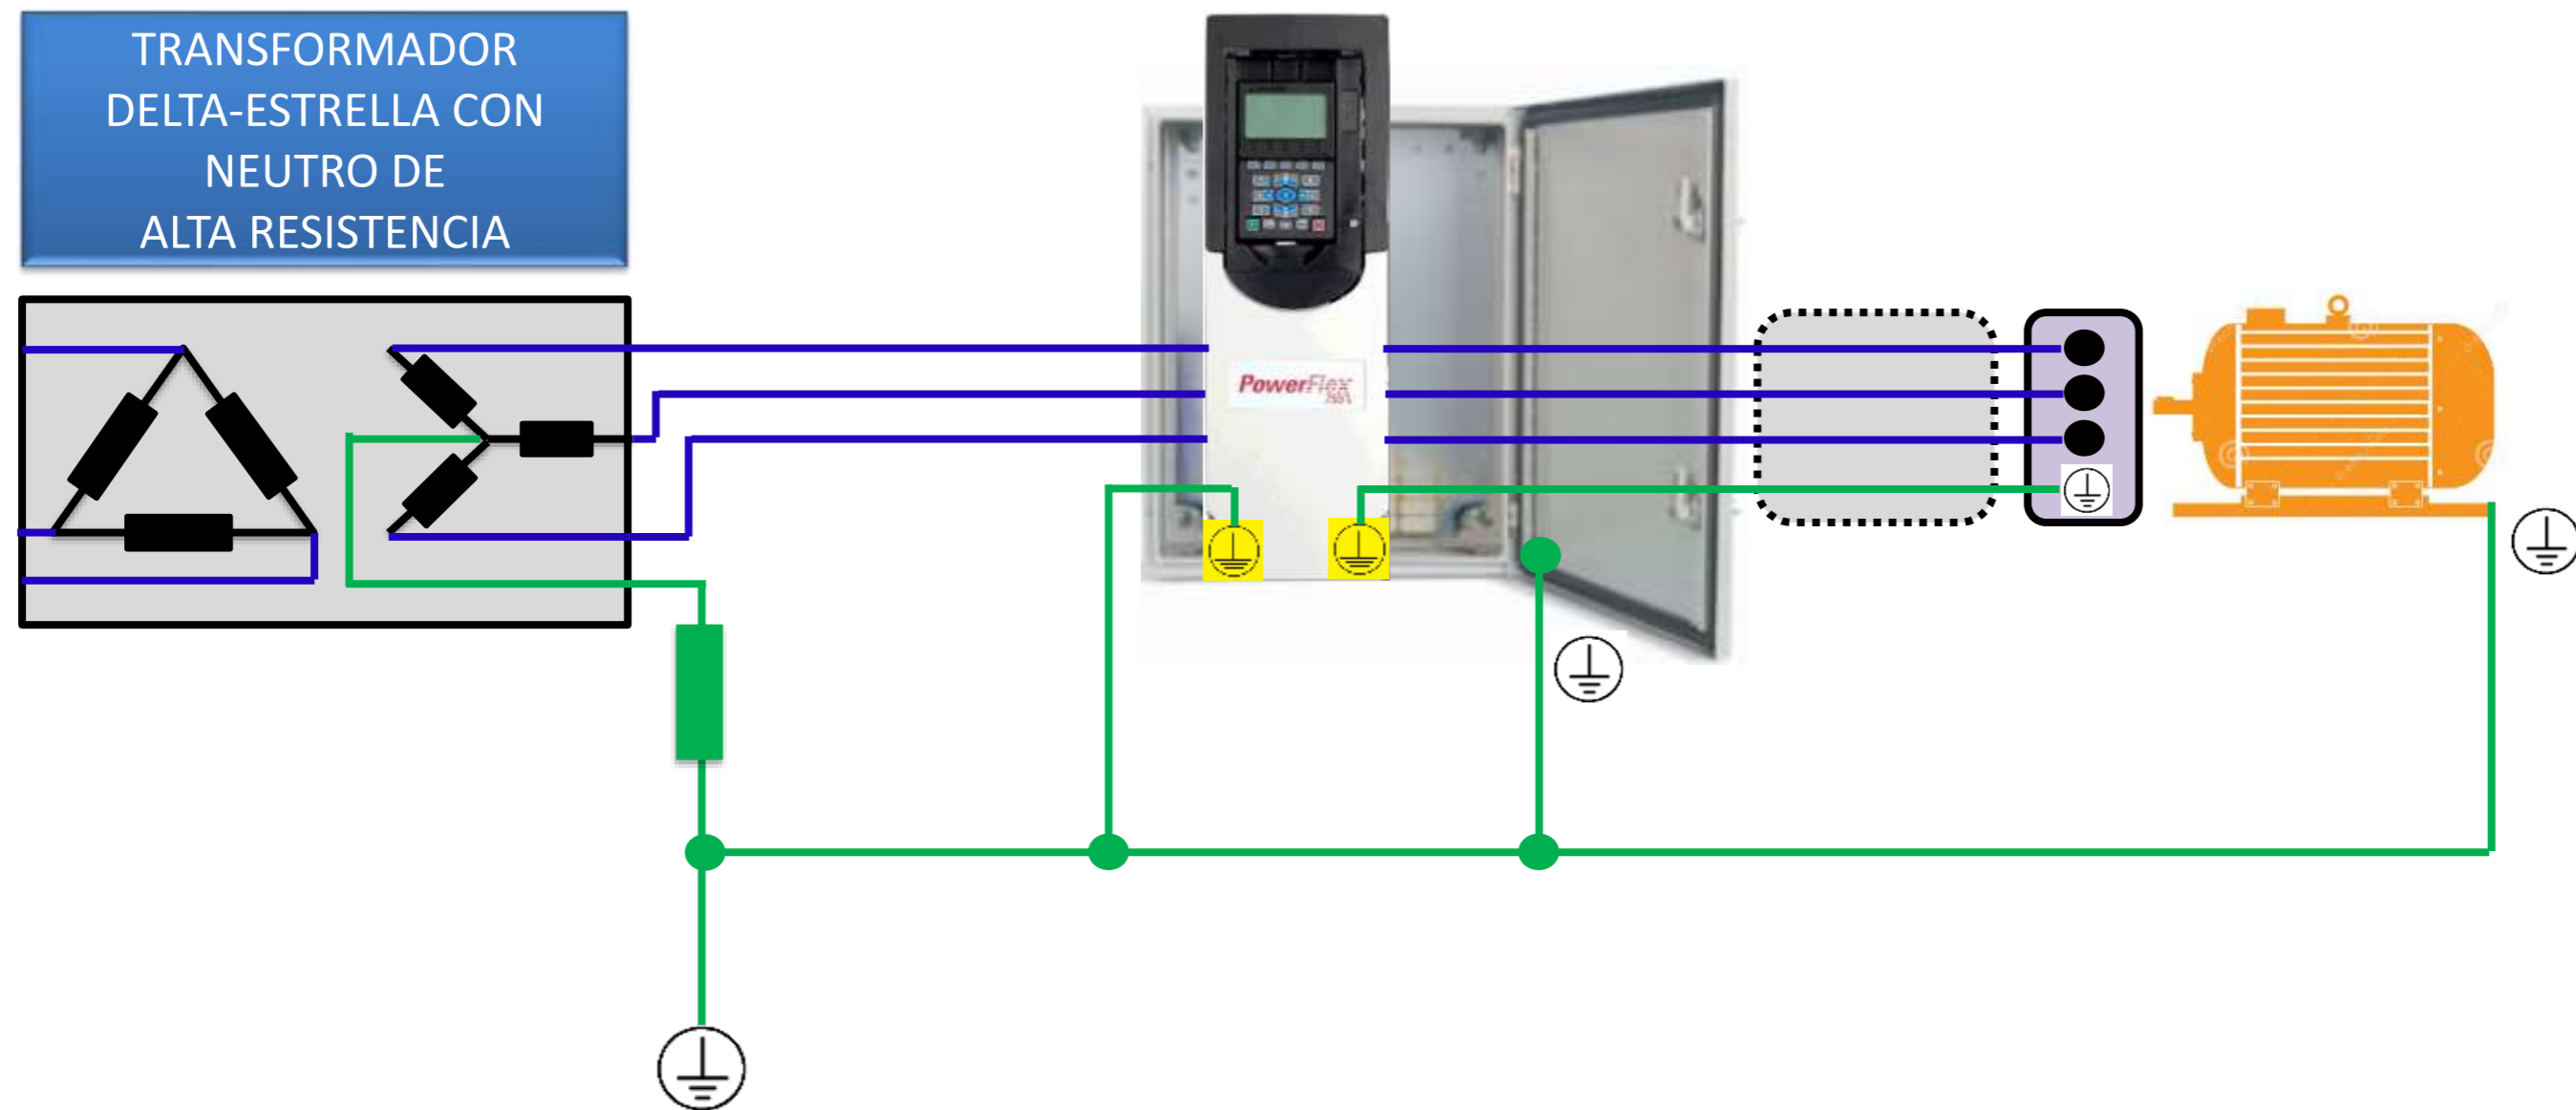 TRANSFORMADOR
DELTA-ESTRELLA CON
NEUTRO DE
ALTA RESISTENCIA
PowerFlex